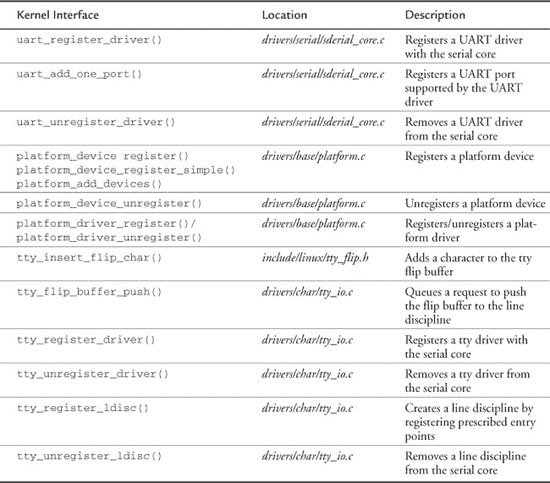 Kernel Interface Location Description
uart_register_driver() drivers/serial/sderial_core.c Registers a UART driver
with the serial core
uart_add_one_port() drivers/serial/sderial_core.c Registers a UART port
supported by the UART
driver
uart_unregister_driver() drivers/serial/sderial_core.c Removes a UART driver
from the serial core
platform_device register() drivers/base/platform.c Registers a platform device
platform_device_register_simple()
platform_add_devices()
platform_device_unregister() drivers/base/platform.c Unregisters a platform device
platform_driver_register()/ drivers/base/platform.c Registers/unregisters a plat-
platform_driver_unregister() form driver
tty_insert_flip_char() include/linux/tty_flip.h Adds a character to the tty
flip buffer
tty_flip_buffer_push() drivers/char/tty_io.c Queues a request to push
the flip buffer to the line
discipline
tty_register_driver() drivers/char/tty_io.c Registers a tty driver with
the serial core
tty_unregister_driver() drivers/char/tty_io.c Removes a tty driver from
the serial core
tty_register_ldisc() drivers/char/tty_io.c Creates a line discipline by
registering prescribed entry
points
tty_unregister_ldisc() drivers/char/tty_io.c Removes a line discipline
from the serial core